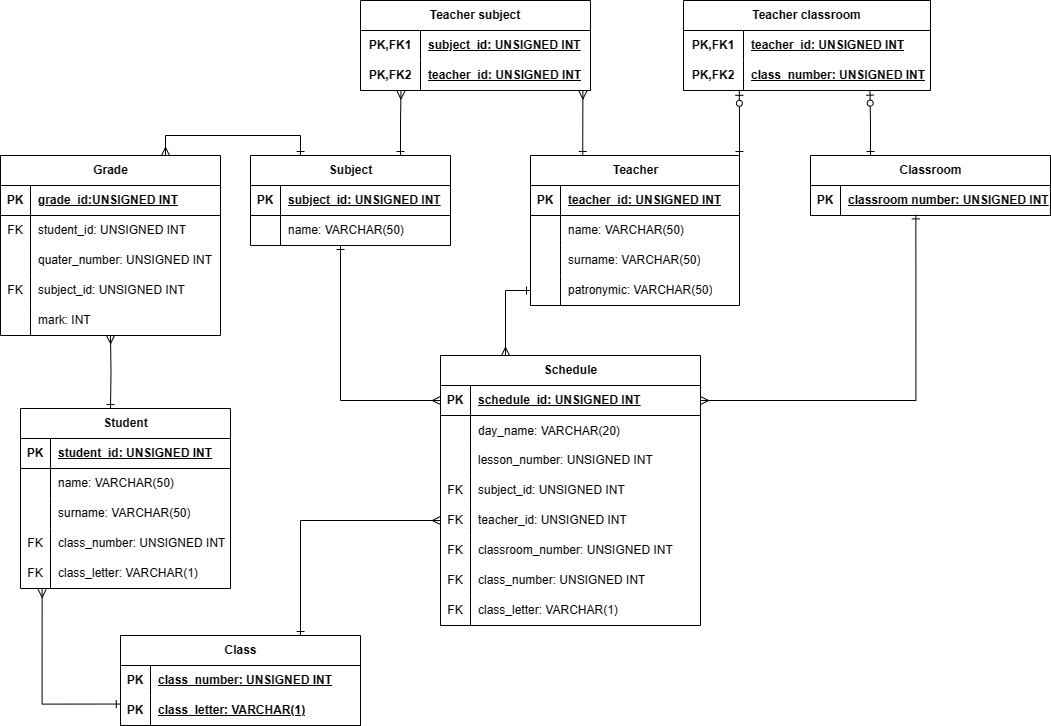 Teacher subject
PK,FK1 subject_id: UNSIGNED INT
PK,FK2 teacher_id: UNSIGNED INT
Teacher classroom
PK,FK1 teacher_id: UNSIGNED INT
PK,FK2 class_number: UNSIGNED INT
Grade
PK grade_id:UNSIGNED INT
FK student_id: UNSIGNED INT
quater_number: UNSIGNED INT
FK subject_id: UNSIGNED INT
mark: INT
Subject
PK subject_id: UNSIGNED INT
name: VARCHAR(50)
Teacher
PK teacher_id: UNSIGNED INT
name: VARCHAR(50)
surname: VARCHAR(50)
patronymic: VARCHAR(50)
Classroom
PK classroom number: UNSIGNED INT
Schedule
PK schedule_id: UNSIGNED INT
day_name: VARCHAR(20)
lesson_number: UNSIGNED INT
FK subject_id: UNSIGNED INT
FK teacher_id: UNSIGNED INT
FK classroom_number: UNSIGNED INT
FK class_number: UNSIGNED INT
FK class_letter: VARCHAR(1)
Student
PK student_id: UNSIGNED INT
name: VARCHAR(50)
surname: VARCHAR(50)
FK class_number: UNSIGNED INT
FK class_letter: VARCHAR(1)
Class
PK class_number: UNSIGNED INT
PK class_letter: VARCHAR(1)